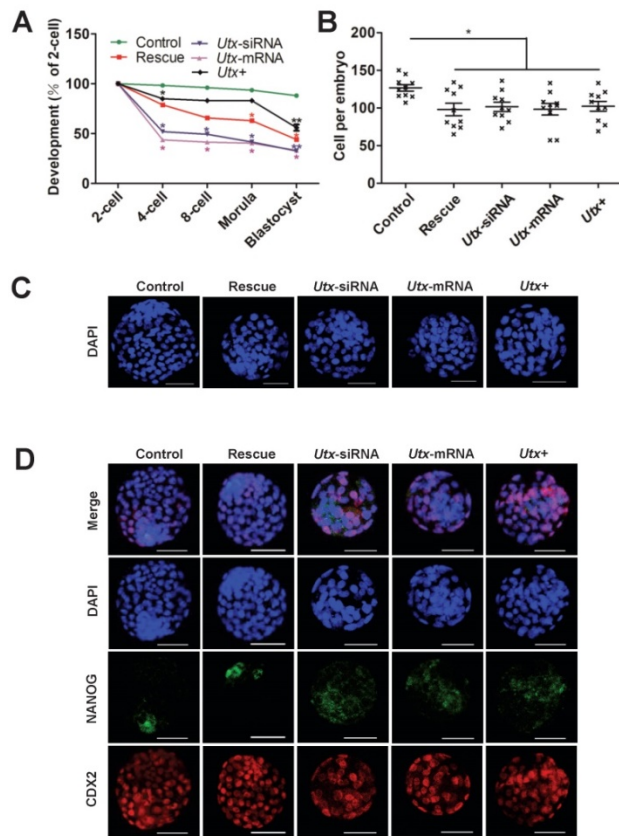 A
Development (% of 2-cell)
150
100
50
0
Control
Rescue
Utx-siRNA
Utx-mRNA
Utx+
*
*
*
*
*
*
*
*
*
**
*
**
*
2-cell
4-cell
8-cell
Morula
Blastocyst
B
Cell per embryo
200
150
100
50
0
*
Control
Rescue
Utx-siRNA
Utx-mRNA
Utx+
C
Control Rescue Utx-siRNA Utx-mRNA Utx+
DAPI
D
Control Rescue Utx-siRNA Utx-mRNA Utx+
Merge
DAPI
NANOG
CDX2